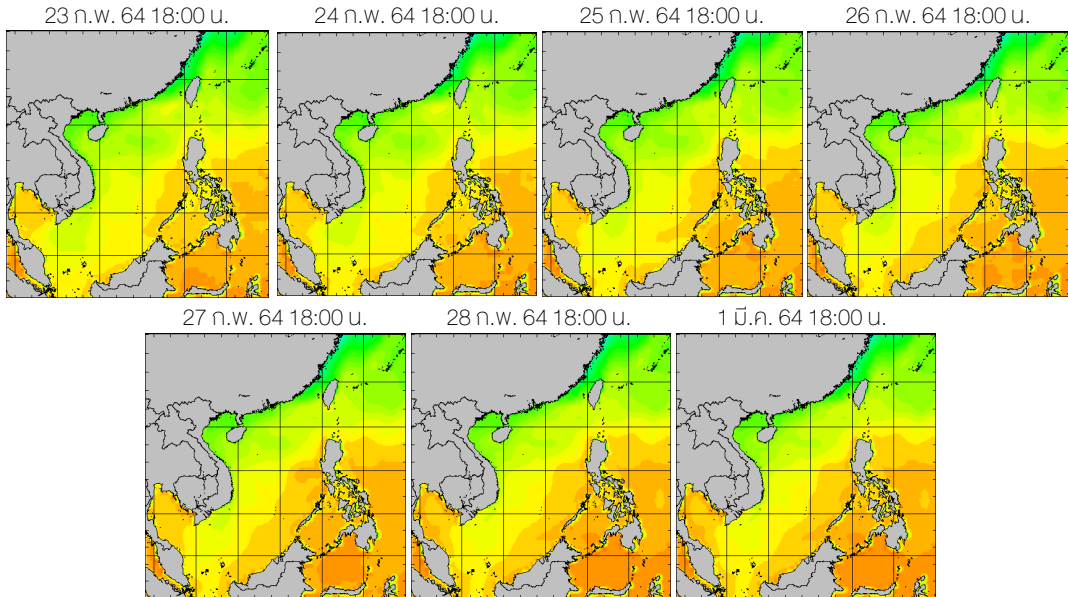 23 ก.พ. 64 18:00 น.
24 ก.พ. 64 18:00 น.
25 ก.พ. 64 18:00 น.
26 ก.พ. 64 18:00 น.
27 ก.พ. 64 18:00 น.
28 ก.พ. 64 18:00 น.
1 มี.ค. 64 18:00 น.